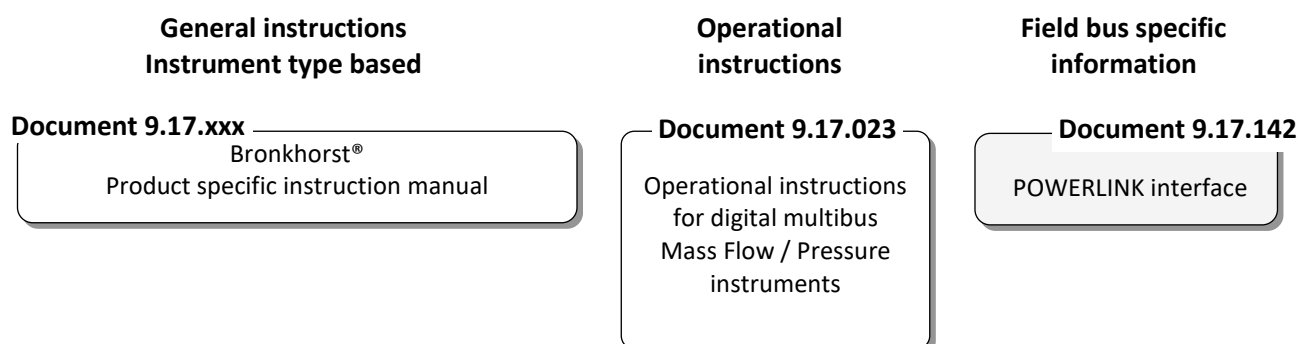 General instructions
Instrument type based
Operational
instructions
Field bus specific
information
Document 9.17.xxx
Bronkhorst®
Product specific instruction manual
Document 9.17.023
Operational instructions
for digital multibus
Mass Flow / Pressure
instruments
Document 9.17.142
POWERLINK interface